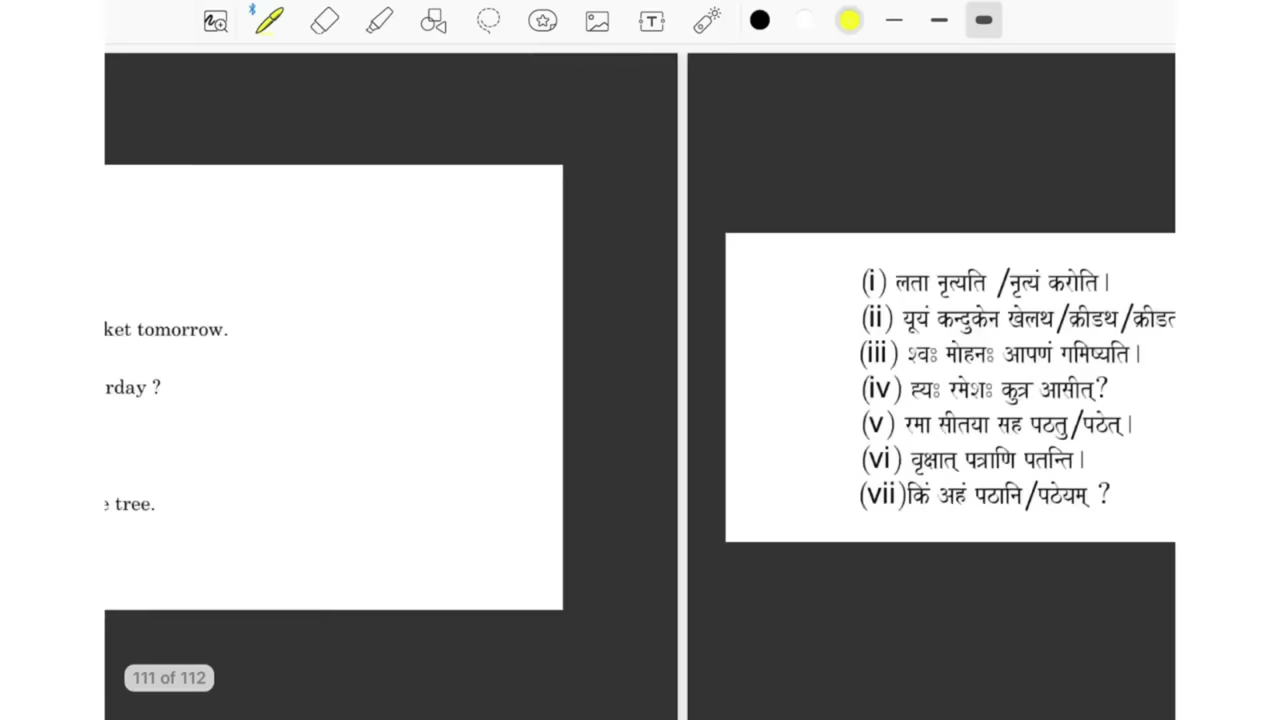 ket tomorrow.
rday ?
e tree.
111 of 112
(i) लता नृत्यति /नृत्यं करोति।
(ii) यूयं कन्दुकेन खेलथ/क्रीडथ/क्रीडत
(iii) श्वः मोहनः आपणं गमिष्यति।
(iv) ह्यः रमेशः कुत्र आसीत्?
(v) रमा सीतया सह पठतु/पठेत्।
(vi) वृक्षात् पत्राणि पतन्ति।
(vii)किं अहं पठानि/पठेयम् ?